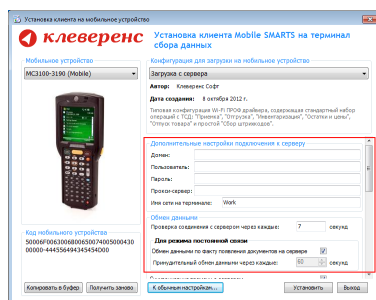 Установка клиента на мобильное устройство
клеверенс
Установка клиента Mobile SMARTS на терминал
сбора данных
Мобильное устройство
MC3100-3190 (Mobile)
Конфигурация для загрузки на мобильное устройство
Загрузка с сервера
Автор: Клеверенс Софт
Дата создания: 8 октября 2012 г.
Типовая конфигурация WI-FI ПРОФ драйвера, содержащая стандартный набор
операций с ТСД: "Приемка", "Отгрузка", "Инвентаризация", "Остатки и цены",
"Отпуск товара" и простой "Сбор штрихкодов".
Дополнительные настройки подключения к серверу
Домен:
Пользователь:
Пароль:
Прокси-сервер:
Имя сети на терминале: Work
Обмен данными
Проверка соединения с сервером через каждые: 7 секунд
Для режима постоянной связи
Обмен данными по факту появления документов на сервере
Принудительный обмен данными через каждые: 60 секунд
Код мобильного устройства
50006F0063006B00650074005000430
00000-444556494345454D00
Копировать в буфер
Получить заново
К обычным настройкам...
Установить
Выход